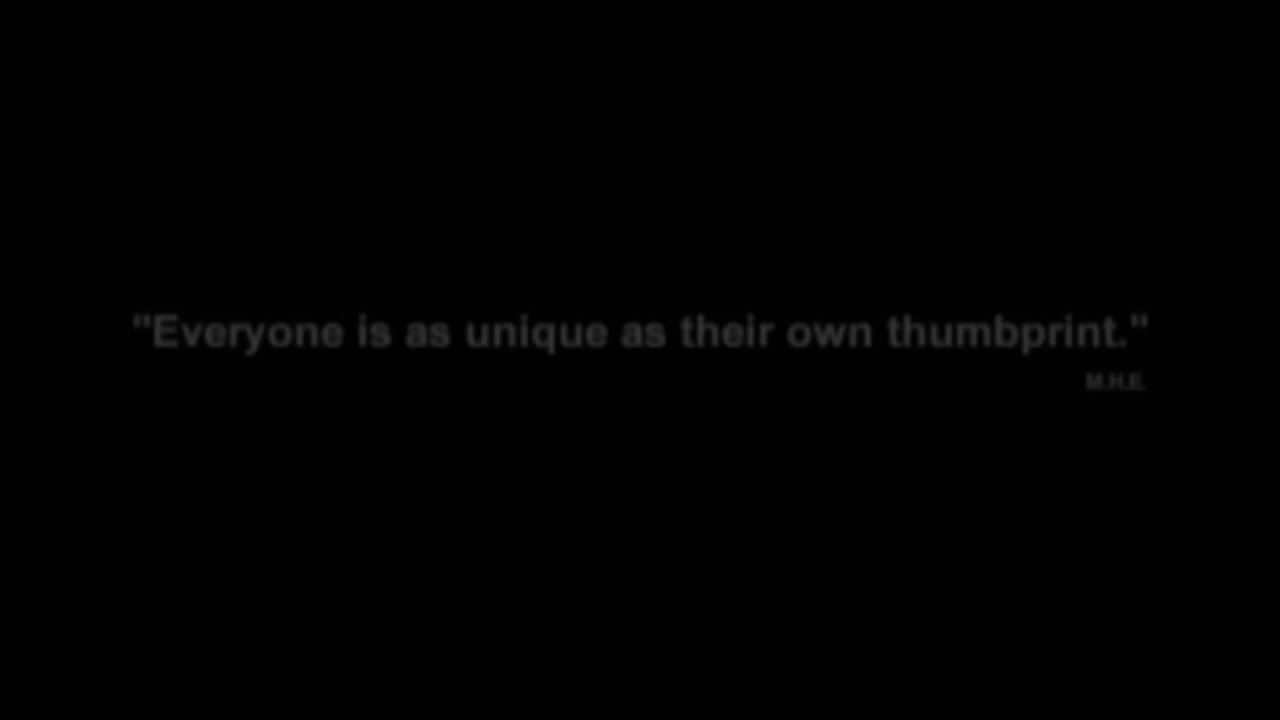 "Everyone is as unique as their own thumbprint."
M.H.E.